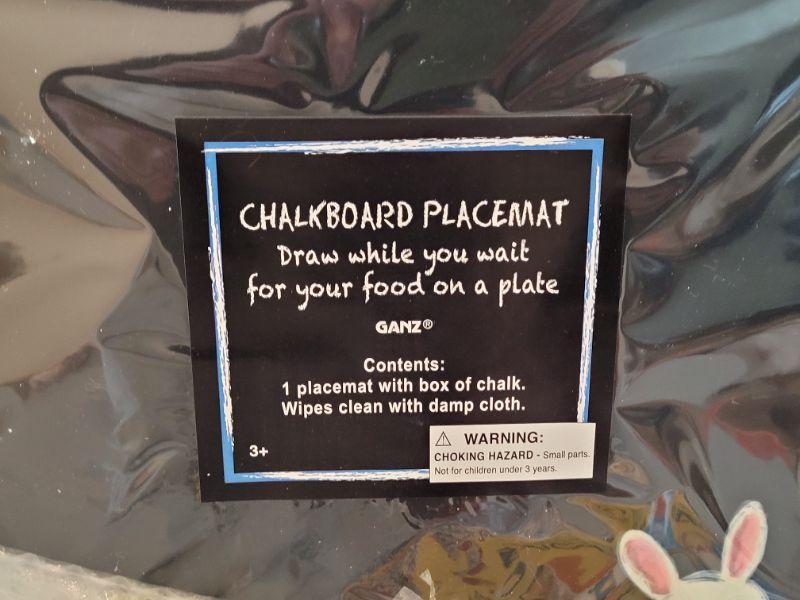 CHALKBOARD PLACEMAT
Draw while you wait
for your food on a plate
GANZ®
Contents:
1 placemat with box of chalk.
Wipes clean with damp cloth.
3+
⚠ WARNING:
CHOKING HAZARD - Small parts.
Not for children under 3 years.